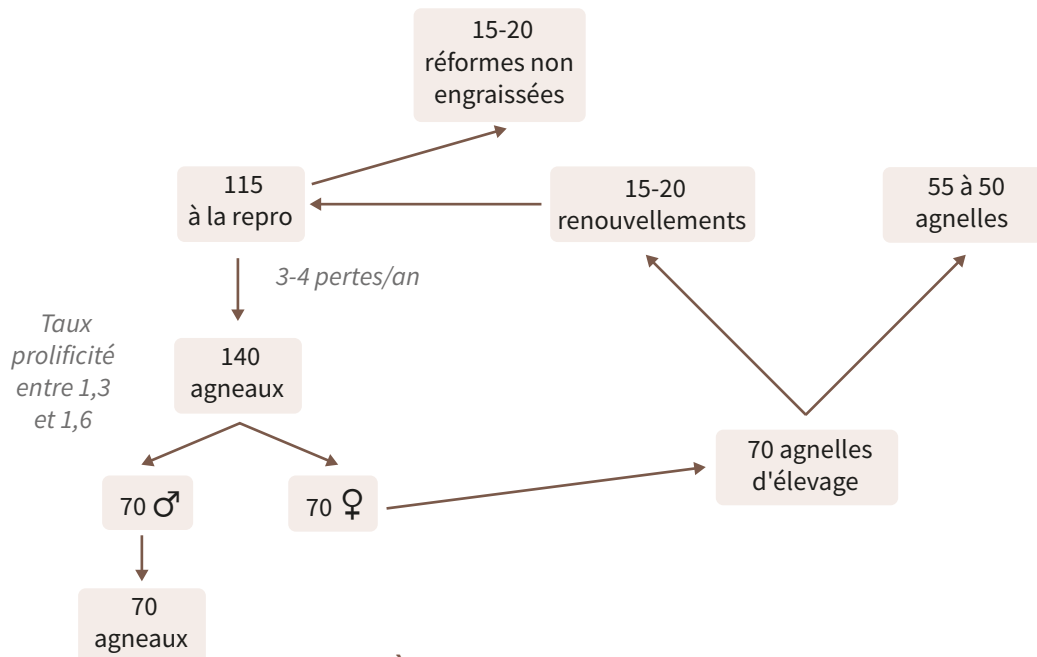 15-20
réformes non
engraissées
115
à la repro
15-20
renouvellements
55 à 50
agnelles
3-4 pertes/an
Taux
prolificité
entre 1,3
et 1,6
140
agneaux
70 agnelles
d'élevage
70 ♂
70 ♀
70
agneaux